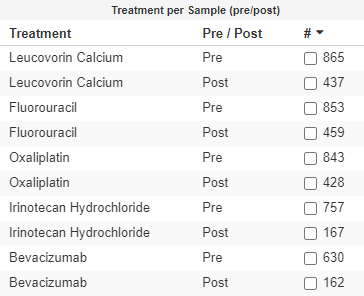 Treatment per Sample (pre/post)
Treatment Pre / Post #
Leucovorin Calcium Pre 865
Leucovorin Calcium Post 437
Fluorouracil Pre 853
Fluorouracil Post 459
Oxaliplatin Pre 843
Oxaliplatin Post 428
Irinotecan Hydrochloride Pre 757
Irinotecan Hydrochloride Post 167
Bevacizumab Pre 630
Bevacizumab Post 162